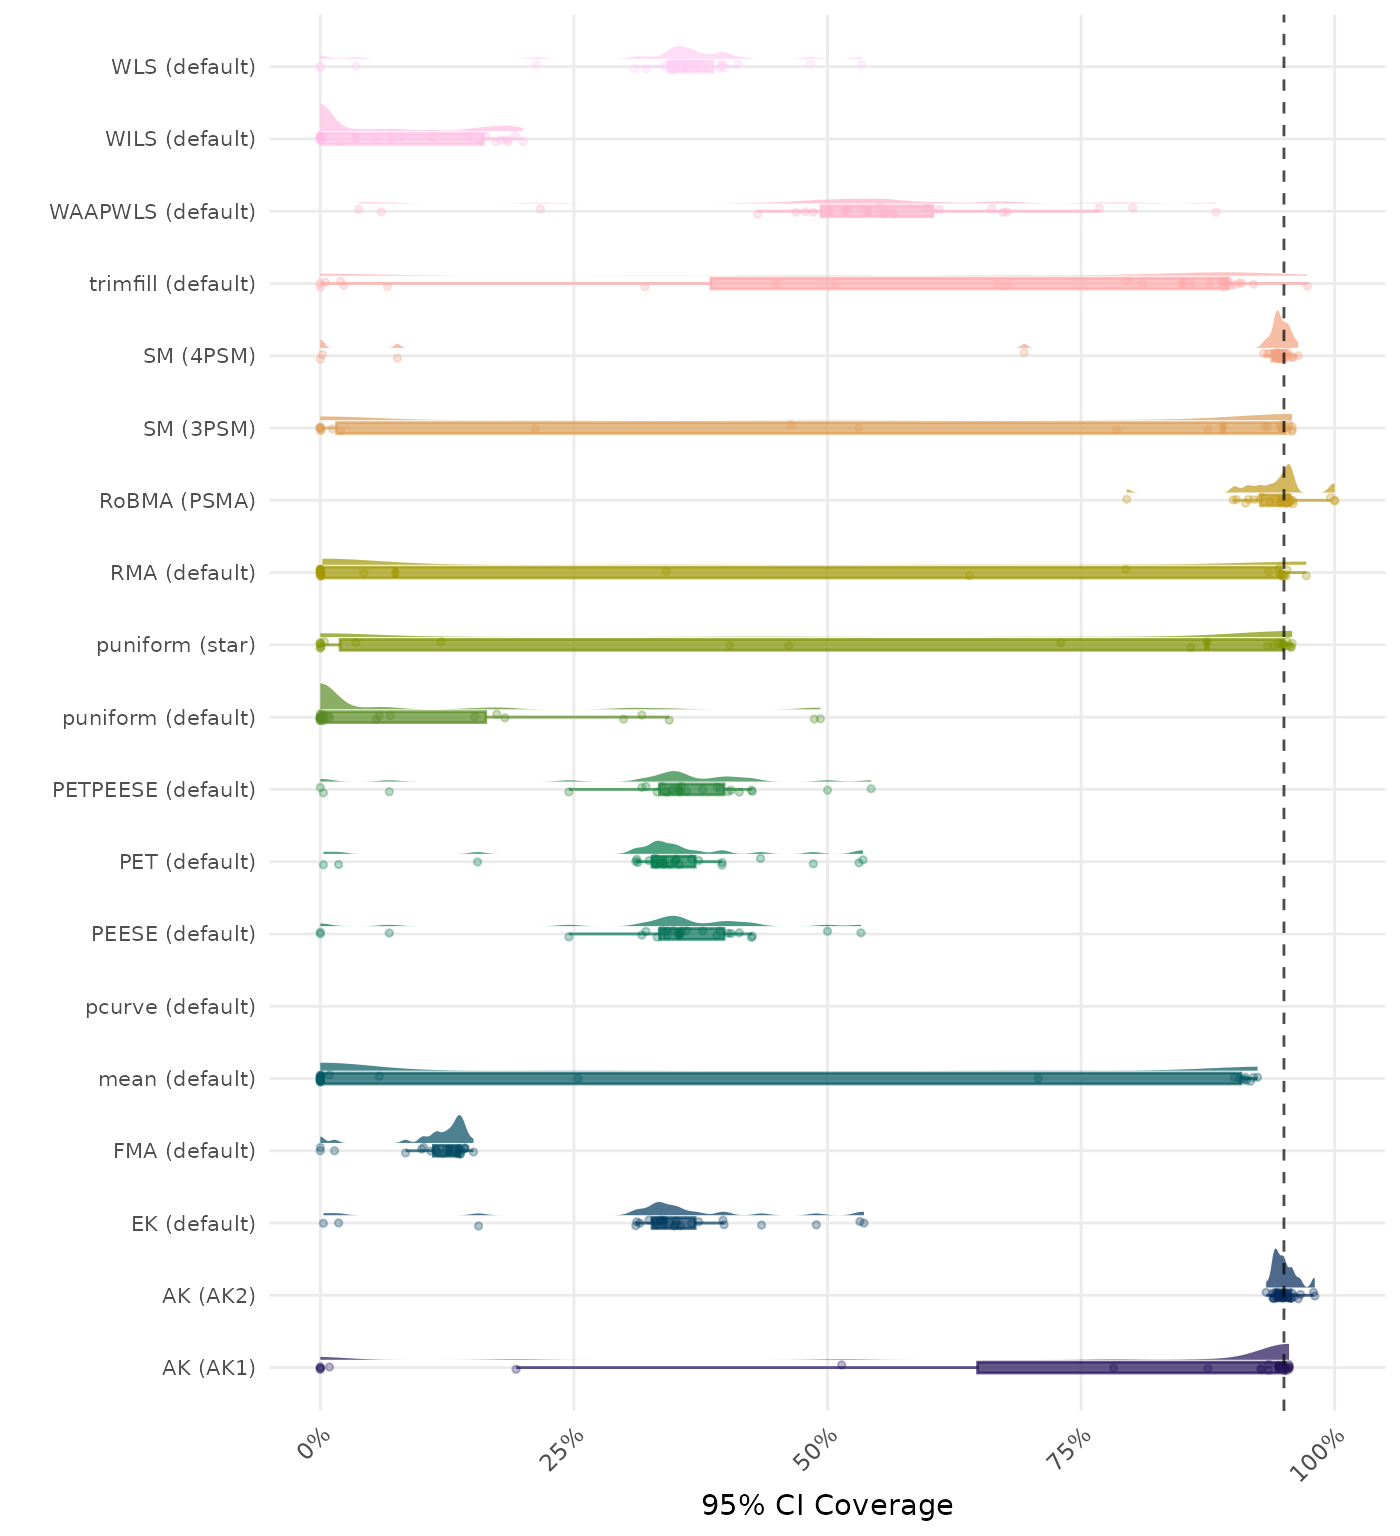 WLS (default)
WILS (default)
WAAPWLS (default)
trimfill (default)
SM (4PSM)
SM (3PSM)
RoBMA (PSMA)
RMA (default)
puniform (star)
puniform (default)
PETPEESE (default)
PET (default)
PEESE (default)
pcurve (default)
mean (default)
FMA (default)
EK (default)
AK (AK2)
AK (AK1)
0%
25%
50%
75%
100%
95% CI Coverage